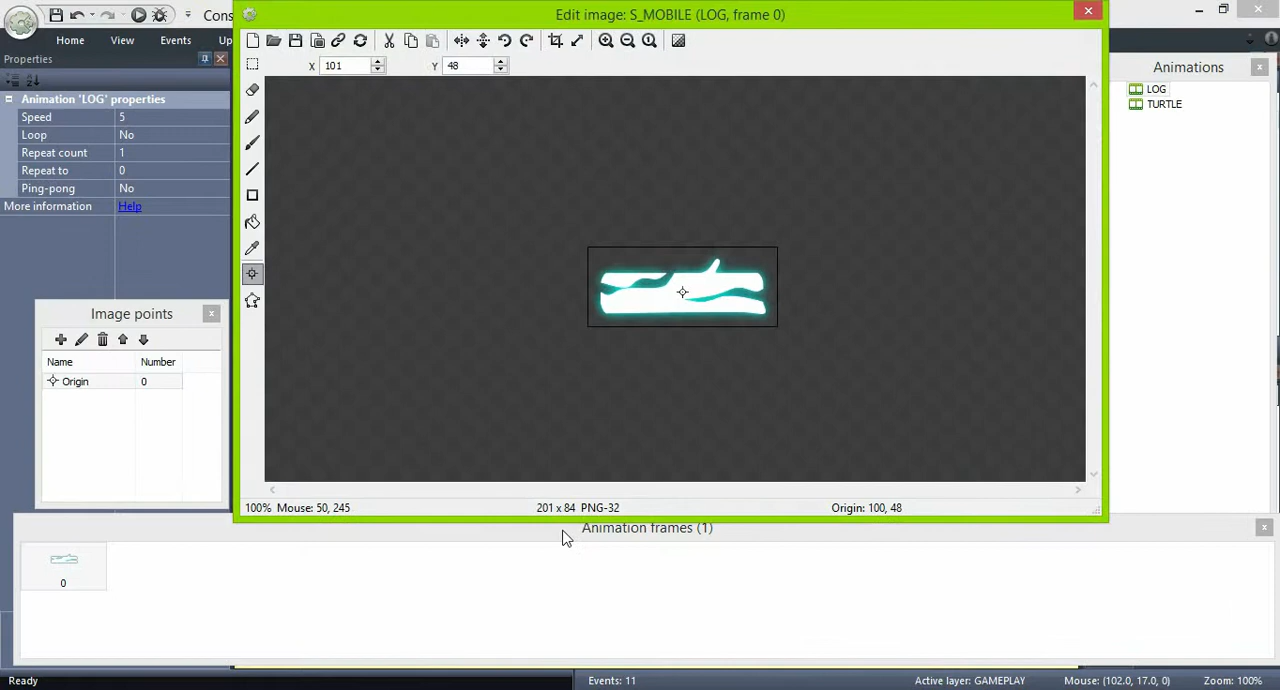 Cons
Edit image: S_MOBILE (LOG, frame 0)
Home View Events Up
Properties
X 101 Y 48
Animations
Animation 'LOG' properties
Speed 5
Loop No
Repeat count 1
Repeat to 0
Ping-pong No
More information Help
LOG
TURTLE
Image points
Name Number
Origin 0
100% Mouse: 50, 245 201 x 84 PNG-32 Origin: 100, 48
Animation frames (1)
0
Ready Events: 11 Active layer: GAMEPLAY Mouse: (102.0, 17.0, 0) Zoom: 100%